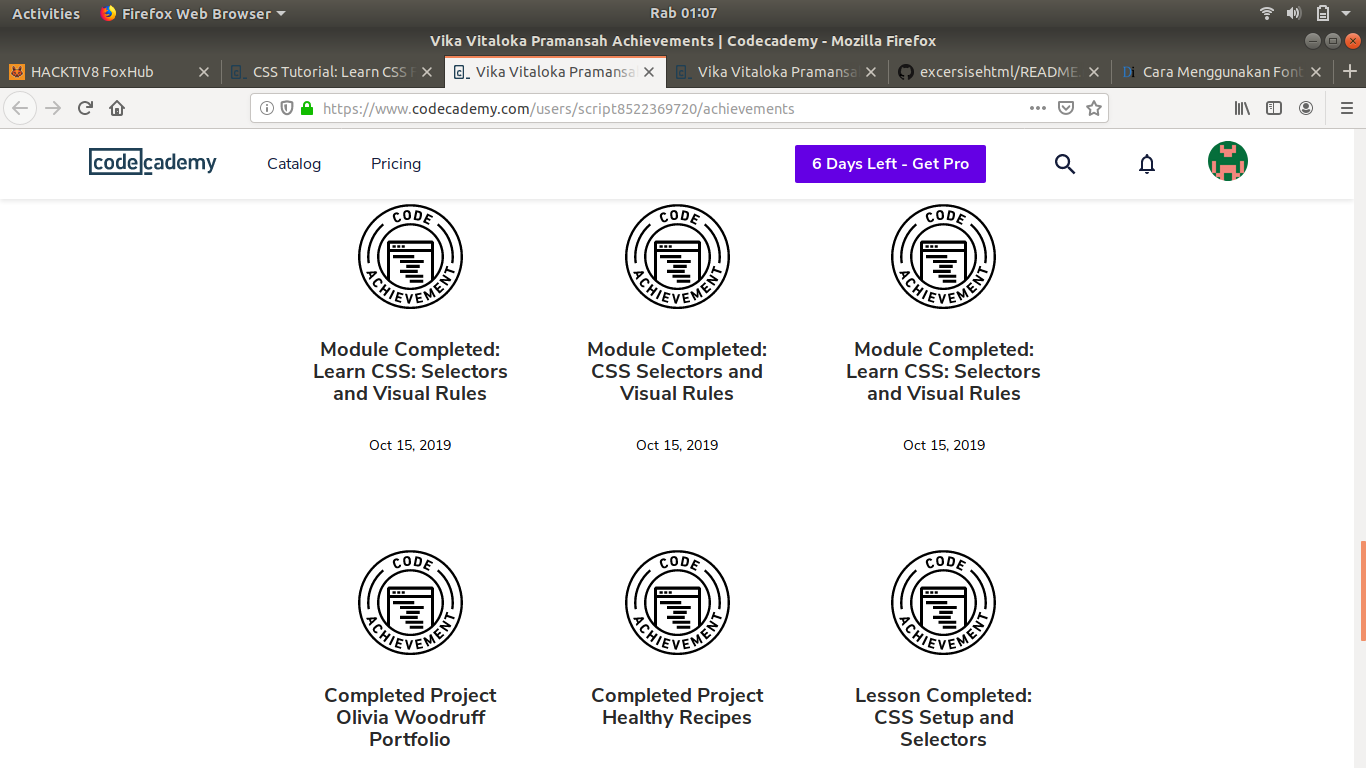 Activities Firefox Web Browser Rab 01:07
Vika Vitaloka Pramansah Achievements | Codecademy - Mozilla Firefox
HACKTIV8 FoxHub CSS Tutorial: Learn CSS Vika Vitaloka Pramansa Vika Vitaloka Pramansa excersisehtml/README. Cara Menggunakan Font
https://www.codecademy.com/users/script8522369720/achievements
codecademy Catalog Pricing 6 Days Left - Get Pro
CODE ACHIEVEMENT CODE ACHIEVEMENT CODE ACHIEVEMENT
Module Completed: Module Completed: Module Completed:
Learn CSS: Selectors CSS Selectors and Learn CSS: Selectors
and Visual Rules Visual Rules and Visual Rules
Oct 15, 2019 Oct 15, 2019 Oct 15, 2019
CODE ACHIEVEMENT CODE ACHIEVEMENT CODE ACHIEVEMENT
Completed Project Completed Project Lesson Completed:
Olivia Woodruff Healthy Recipes CSS Setup and
Portfolio Selectors